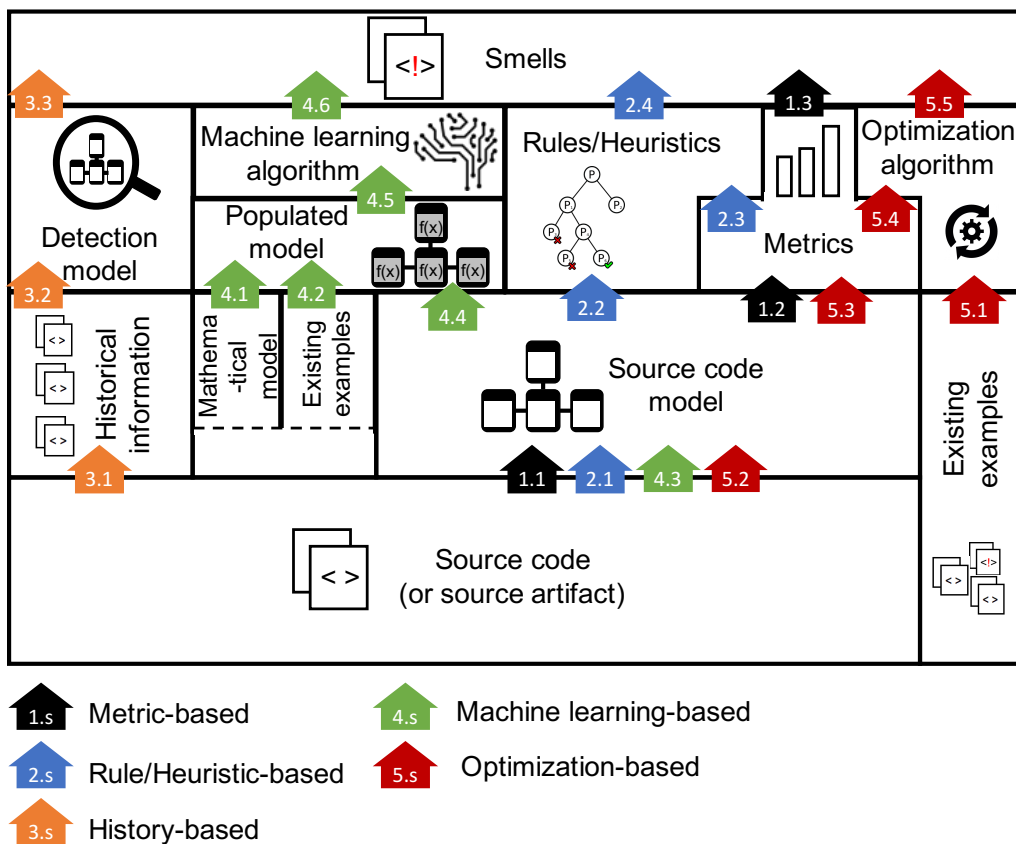 <!>
Smells
3.3
4.6
2.4
1.3
5.5
Machine learning
algorithm
Rules/Heuristics
Optimization
algorithm
4.5
P
P
P
P
P
P
P
2.3
5.4
Detection
model
Populated
model
f(x)
f(x)
f(x)
f(x)
Metrics
3.2
4.1
4.2
4.4
2.2
1.2
5.3
5.1
< >
< >
< >
Historical
information
Mathema
-tical
model
Existing
examples
Source code
model
Existing
examples
3.1
1.1
2.1
4.3
5.2
< >
Source code
(or source artifact)
<!>
< >
< >
1.s
Metric-based
4.s
Machine learning-based
2.s
Rule/Heuristic-based
5.s
Optimization-based
3.s
History-based